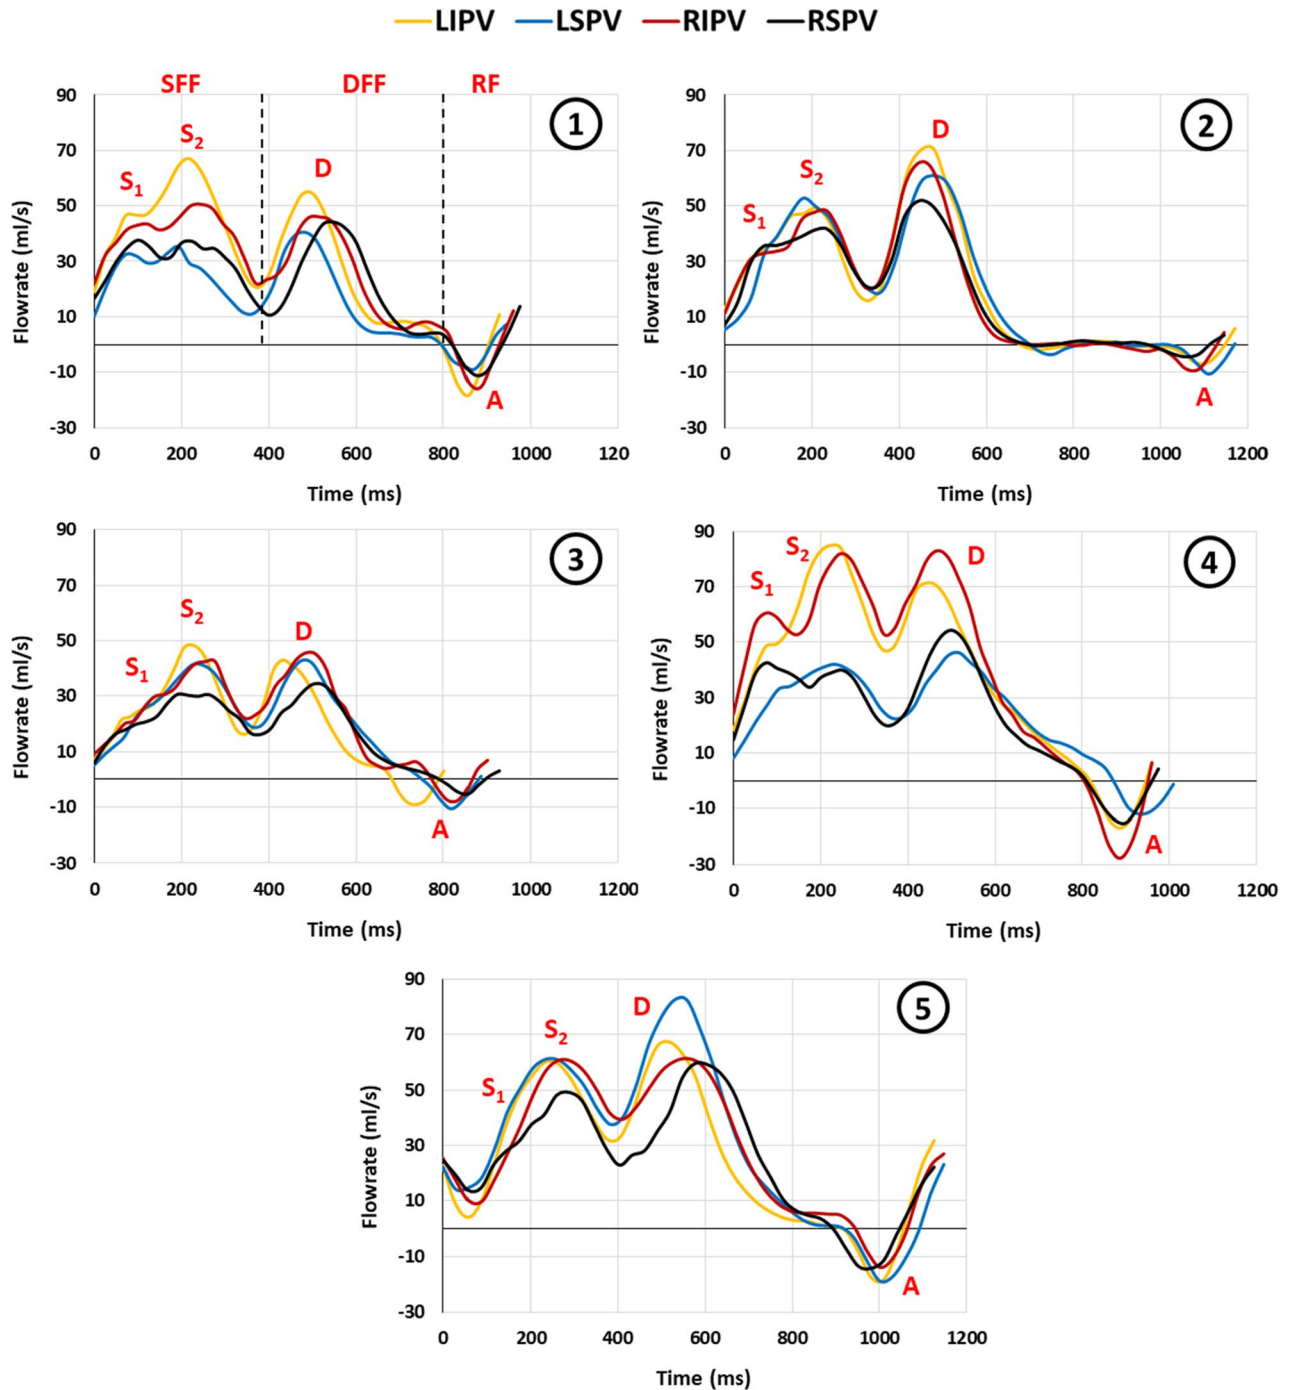 LIPV LSPV RIPV RSPV
SFF DFF RF
1
S1
S2
D
A
90
70
50
30
10
-10
-30
Flowrate (ml/s)
0 200 400 600 800 1000 120
Time (ms)
2
S1
S2
D
A
90
70
50
30
10
-10
-30
Flowrate (ml/s)
0 200 400 600 800 1000 1200
Time (ms)
3
S1
S2
D
A
90
70
50
30
10
-10
-30
Flowrate (ml/s)
0 200 400 600 800 1000 1200
Time (ms)
4
S1
S2
D
A
90
70
50
30
10
-10
-30
Flowrate (ml/s)
0 200 400 600 800 1000 1200
Time (ms)
5
S1
S2
D
A
90
70
50
30
10
-10
-30
Flowrate (ml/s)
0 200 400 600 800 1000 1200
Time (ms)